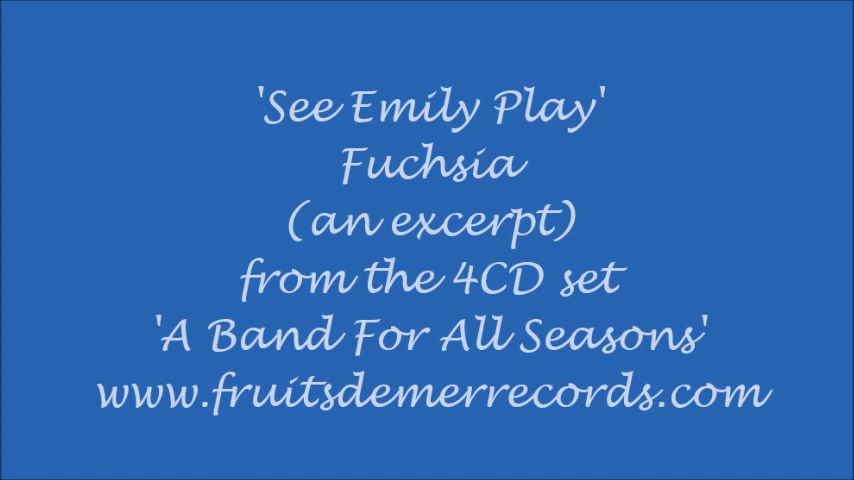 'See Emily Play'
Fuchsia
(an excerpt)
from the 4CD set
'A Band For All Seasons'
www.fruitsdemerrecords.com